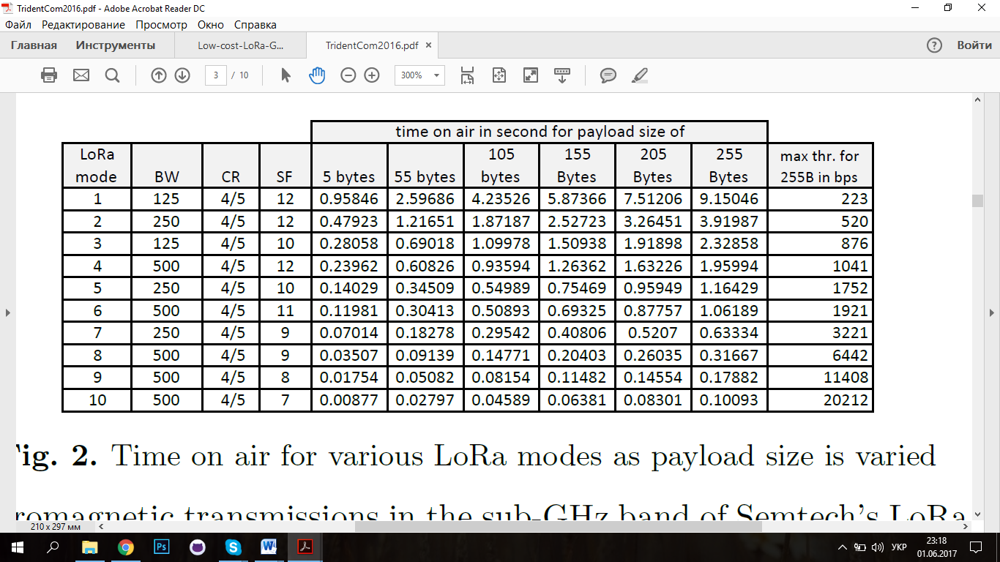 TridentCom2016.pdf - Adobe Acrobat Reader DC
Файл Редактирование Просмотр Окно Справка
Главная Инструменты Low-cost-LoRa-G... TridentCom2016.pdf × ? Войти
3 / 10 300%
time on air in second for payload size of
LoRa mode BW CR SF 5 bytes 55 bytes 105 bytes 155 Bytes 205 Bytes 255 Bytes max thr. for 255B in bps
1 125 4/5 12 0.95846 2.59686 4.23526 5.87366 7.51206 9.15046 223
2 250 4/5 12 0.47923 1.21651 1.87187 2.52723 3.26451 3.91987 520
3 125 4/5 10 0.28058 0.69018 1.09978 1.50938 1.91898 2.32858 876
4 500 4/5 12 0.23962 0.60826 0.93594 1.26362 1.63226 1.95994 1041
5 250 4/5 10 0.14029 0.34509 0.54989 0.75469 0.95949 1.16429 1752
6 500 4/5 11 0.11981 0.30413 0.50893 0.69325 0.87757 1.06189 1921
7 250 4/5 9 0.07014 0.18278 0.29542 0.40806 0.5207 0.63334 3221
8 500 4/5 9 0.03507 0.09139 0.14771 0.20403 0.26035 0.31667 6442
9 500 4/5 8 0.01754 0.05082 0.08154 0.11482 0.14554 0.17882 11408
10 500 4/5 7 0.00877 0.02797 0.04589 0.06381 0.08301 0.10093 20212
ig. 2. Time on air for various LoRa modes as payload size is varied
romagnetic transmissions in the sub-GHz band of Semtech's LoRa
210 x 297 мм
Ps S W УКР 23:18
01.06.2017